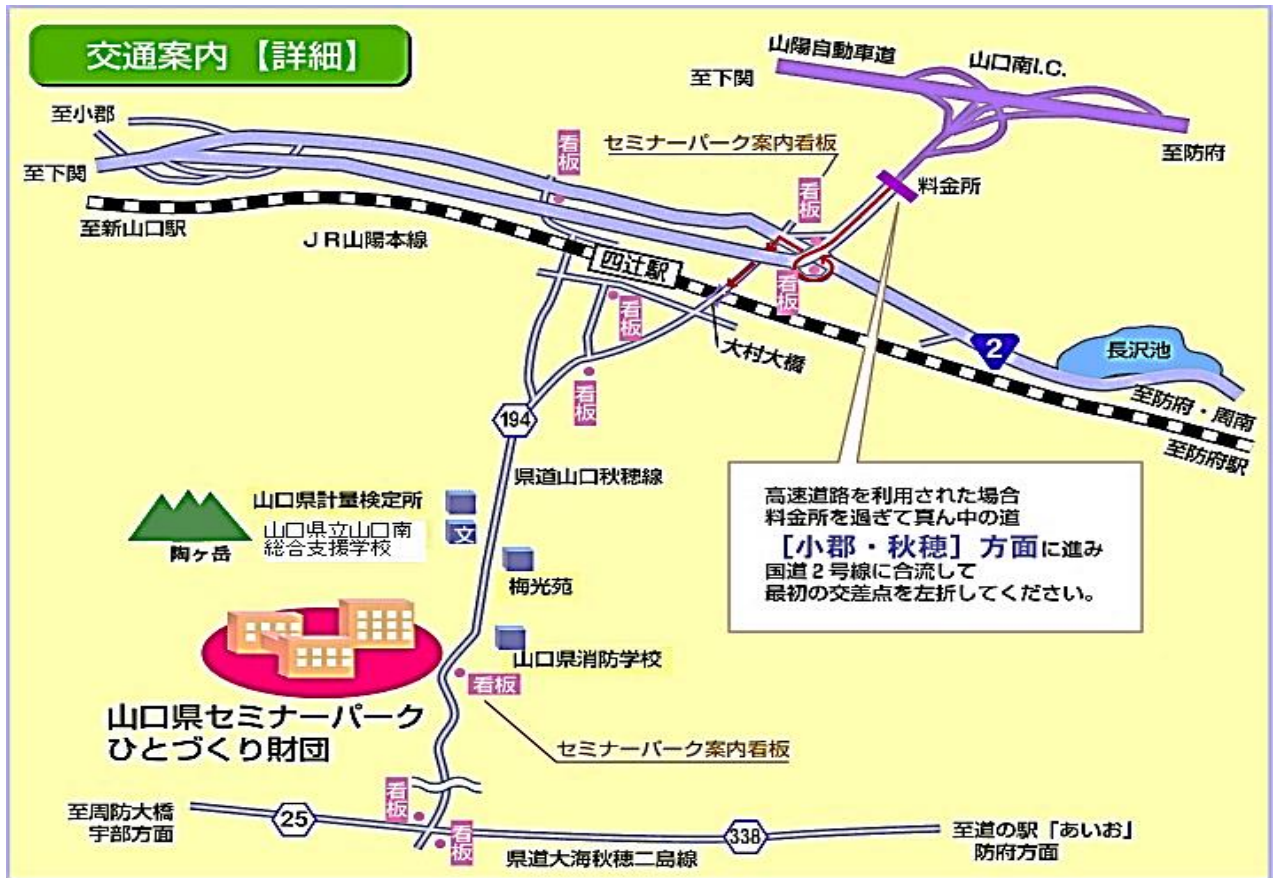 交通案内【詳細】
山陽自動車道
山口南I.C.
至下関
至防府
至小郡
至下関
セミナーパーク案内看板
看板
看板
料金所
至新山口駅
JR山陽本線
四辻駅
看板
看板
大村大橋
2
長沢池
至防府・周南
至防府駅
看板
194
県道山口秋穂線
高速道路を利用された場合
料金所を過ぎて真ん中の道
［小郡・秋穂］方面に進み
国道2号線に合流して
最初の交差点を左折してください。
陶ヶ岳
山口県計量検定所
山口県立山口南
総合支援学校
文
梅光苑
山口県消防学校
看板
山口県セミナーパーク
ひとづくり財団
セミナーパーク案内看板
至周防大橋
宇部方面
25
看板
看板
県道大海秋穂二島線
338
至道の駅「あいお」
防府方面